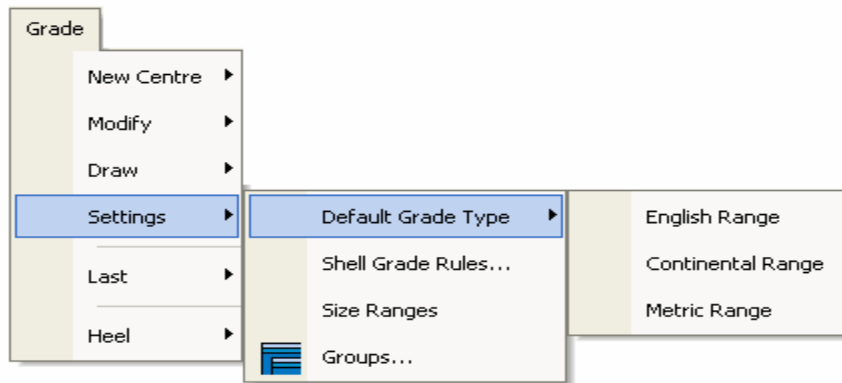 Grade
New Centre
Modify
Draw
Settings
Last
Heel
Default Grade Type
Shell Grade Rules...
Size Ranges
Groups...
English Range
Continental Range
Metric Range